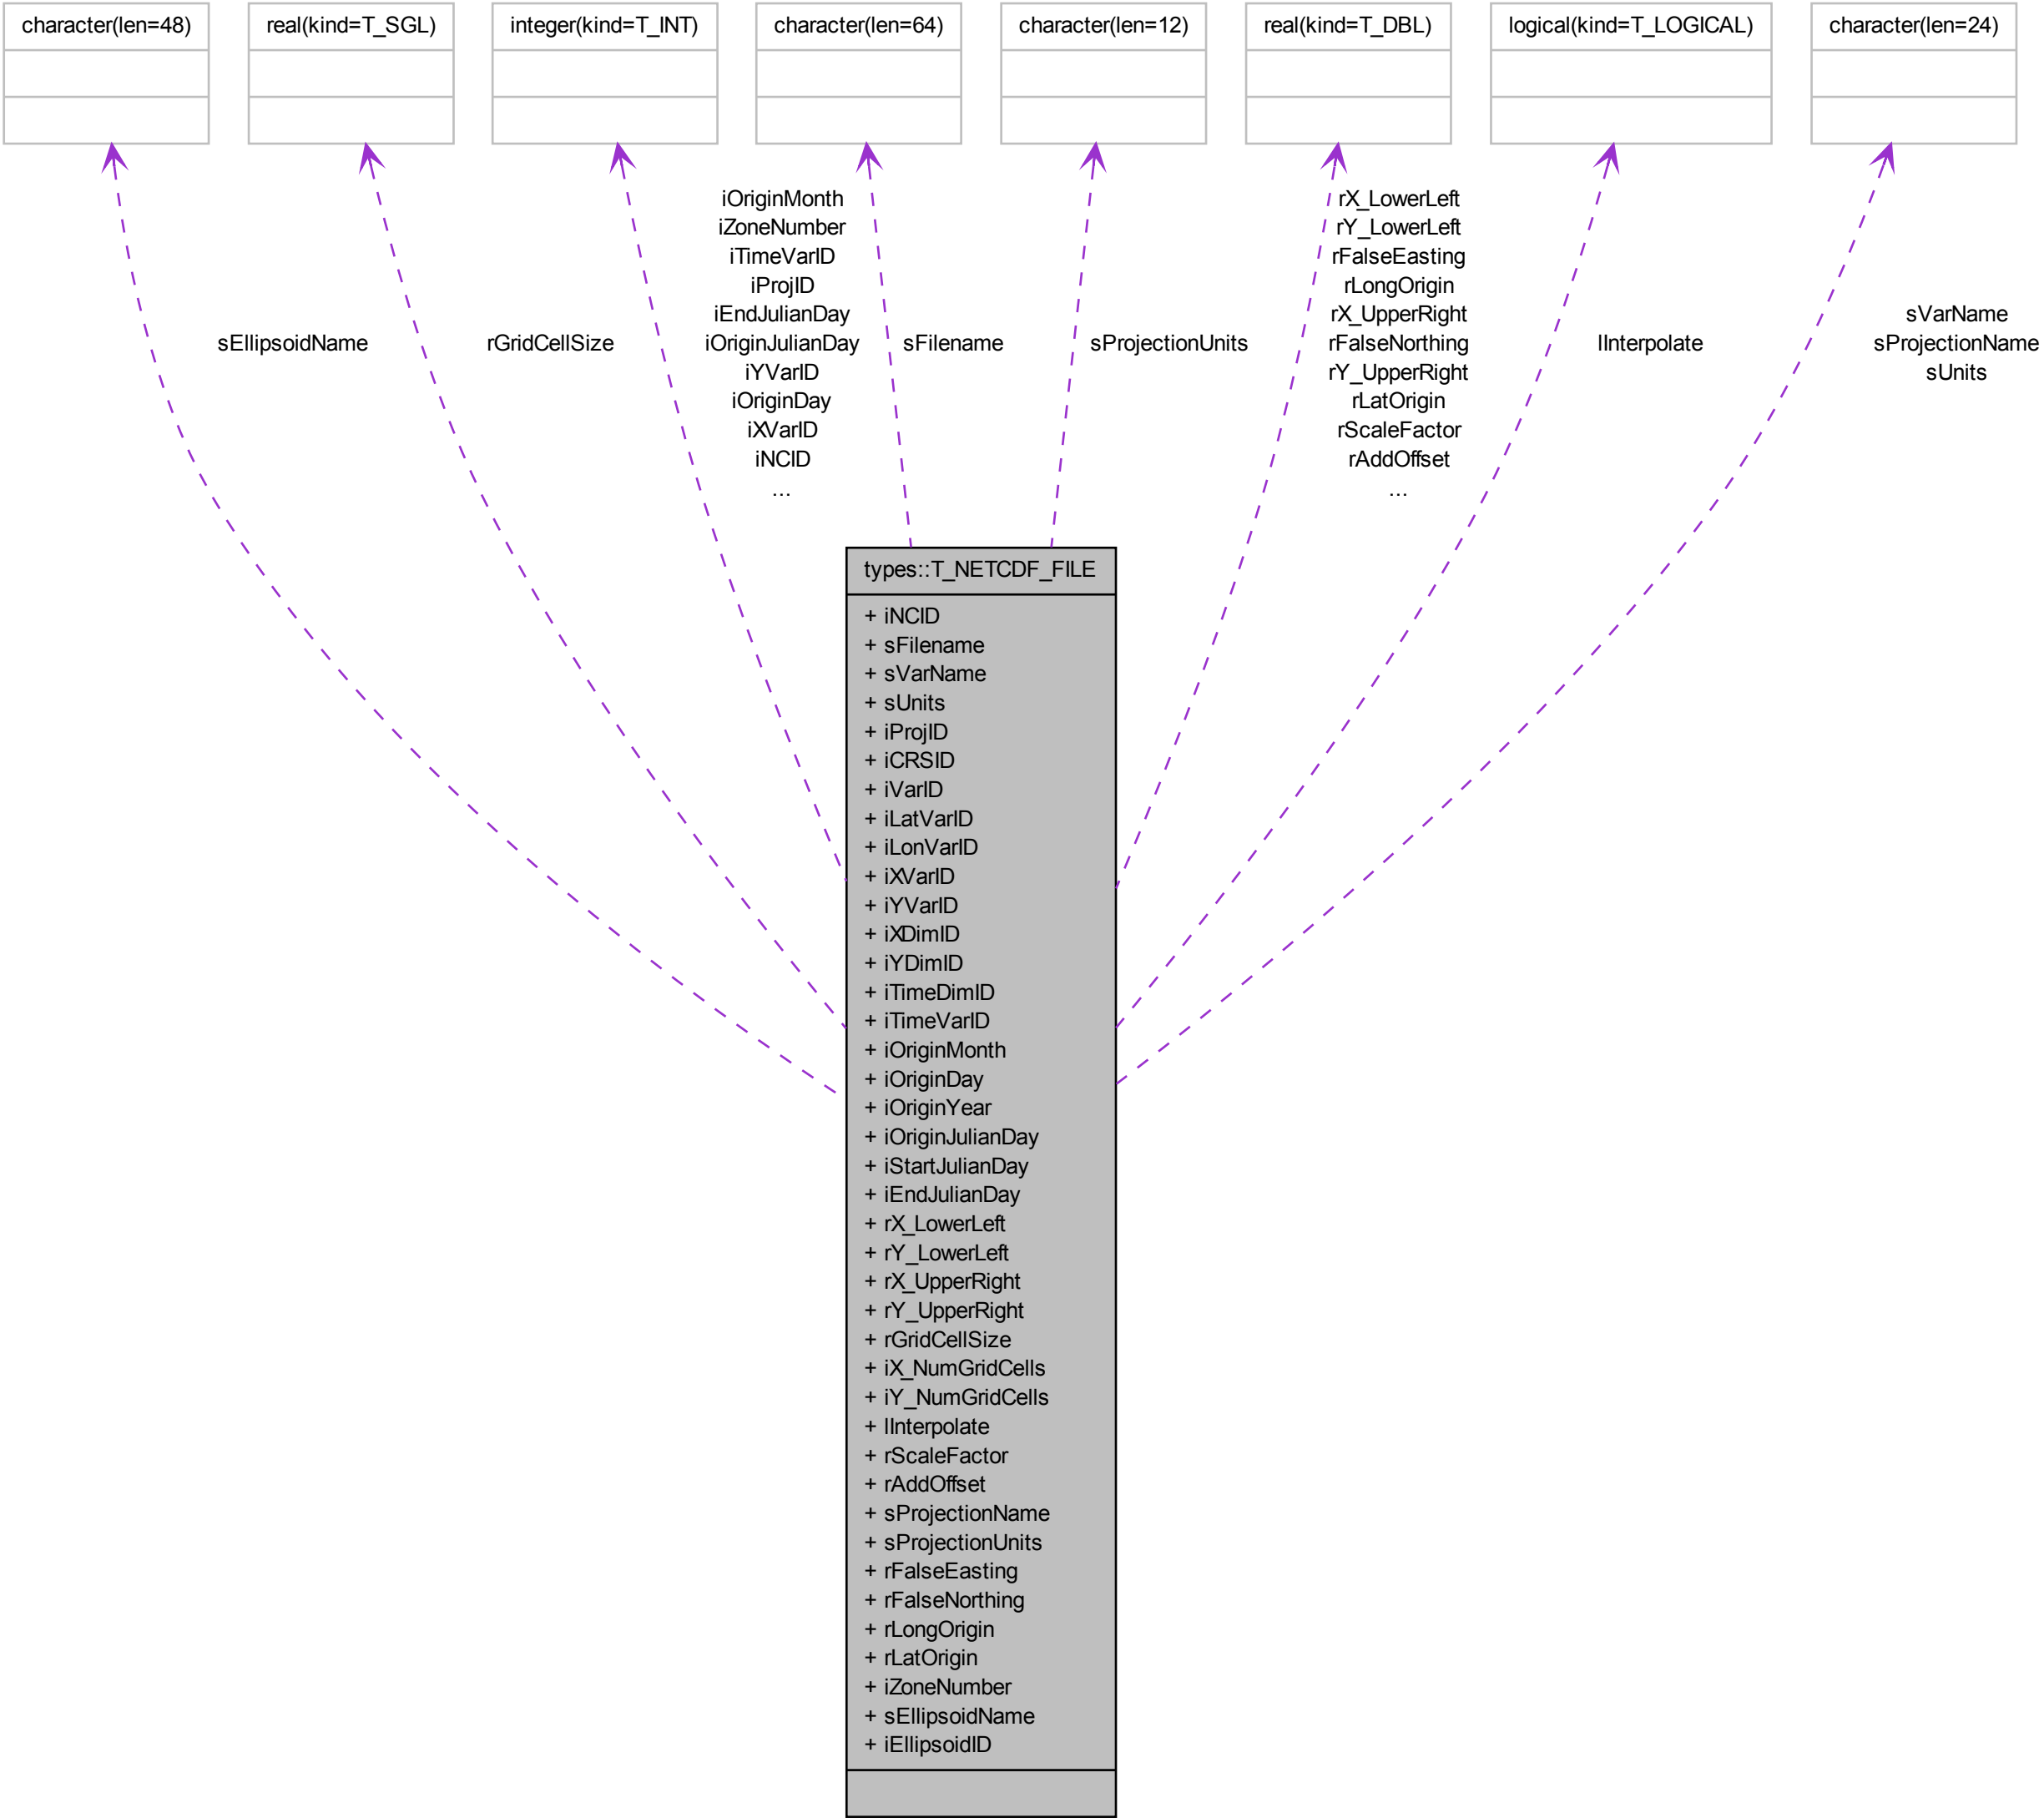 character(len=48)
real(kind=T_SGL)
integer(kind=T_INT)
character(len=64)
character(len=12)
real(kind=T_DBL)
logical(kind=T_LOGICAL)
character(len=24)
sEllipsoidName
rGridCellSize
iOriginMonth
iZoneNumber
iTimeVarID
iProjID
iEndJulianDay
iOriginJulianDay
iYVarID
iOriginDay
iXVarID
iNCID
...
sFilename
sProjectionUnits
rX_LowerLeft
rY_LowerLeft
rFalseEasting
rLongOrigin
rX_UpperRight
rFalseNorthing
rY_UpperRight
rLatOrigin
rScaleFactor
rAddOffset
...
lInterpolate
sVarName
sProjectionName
sUnits
types::T_NETCDF_FILE
+ iNCID
+ sFilename
+ sVarName
+ sUnits
+ iProjID
+ iCRSID
+ iVarID
+ iLatVarID
+ iLonVarID
+ iXVarID
+ iYVarID
+ iXDimID
+ iYDimID
+ iTimeDimID
+ iTimeVarID
+ iOriginMonth
+ iOriginDay
+ iOriginYear
+ iOriginJulianDay
+ iStartJulianDay
+ iEndJulianDay
+ rX_LowerLeft
+ rY_LowerLeft
+ rX_UpperRight
+ rY_UpperRight
+ rGridCellSize
+ iX_NumGridCells
+ iY_NumGridCells
+ lInterpolate
+ rScaleFactor
+ rAddOffset
+ sProjectionName
+ sProjectionUnits
+ rFalseEasting
+ rFalseNorthing
+ rLongOrigin
+ rLatOrigin
+ iZoneNumber
+ sEllipsoidName
+ iEllipsoidID